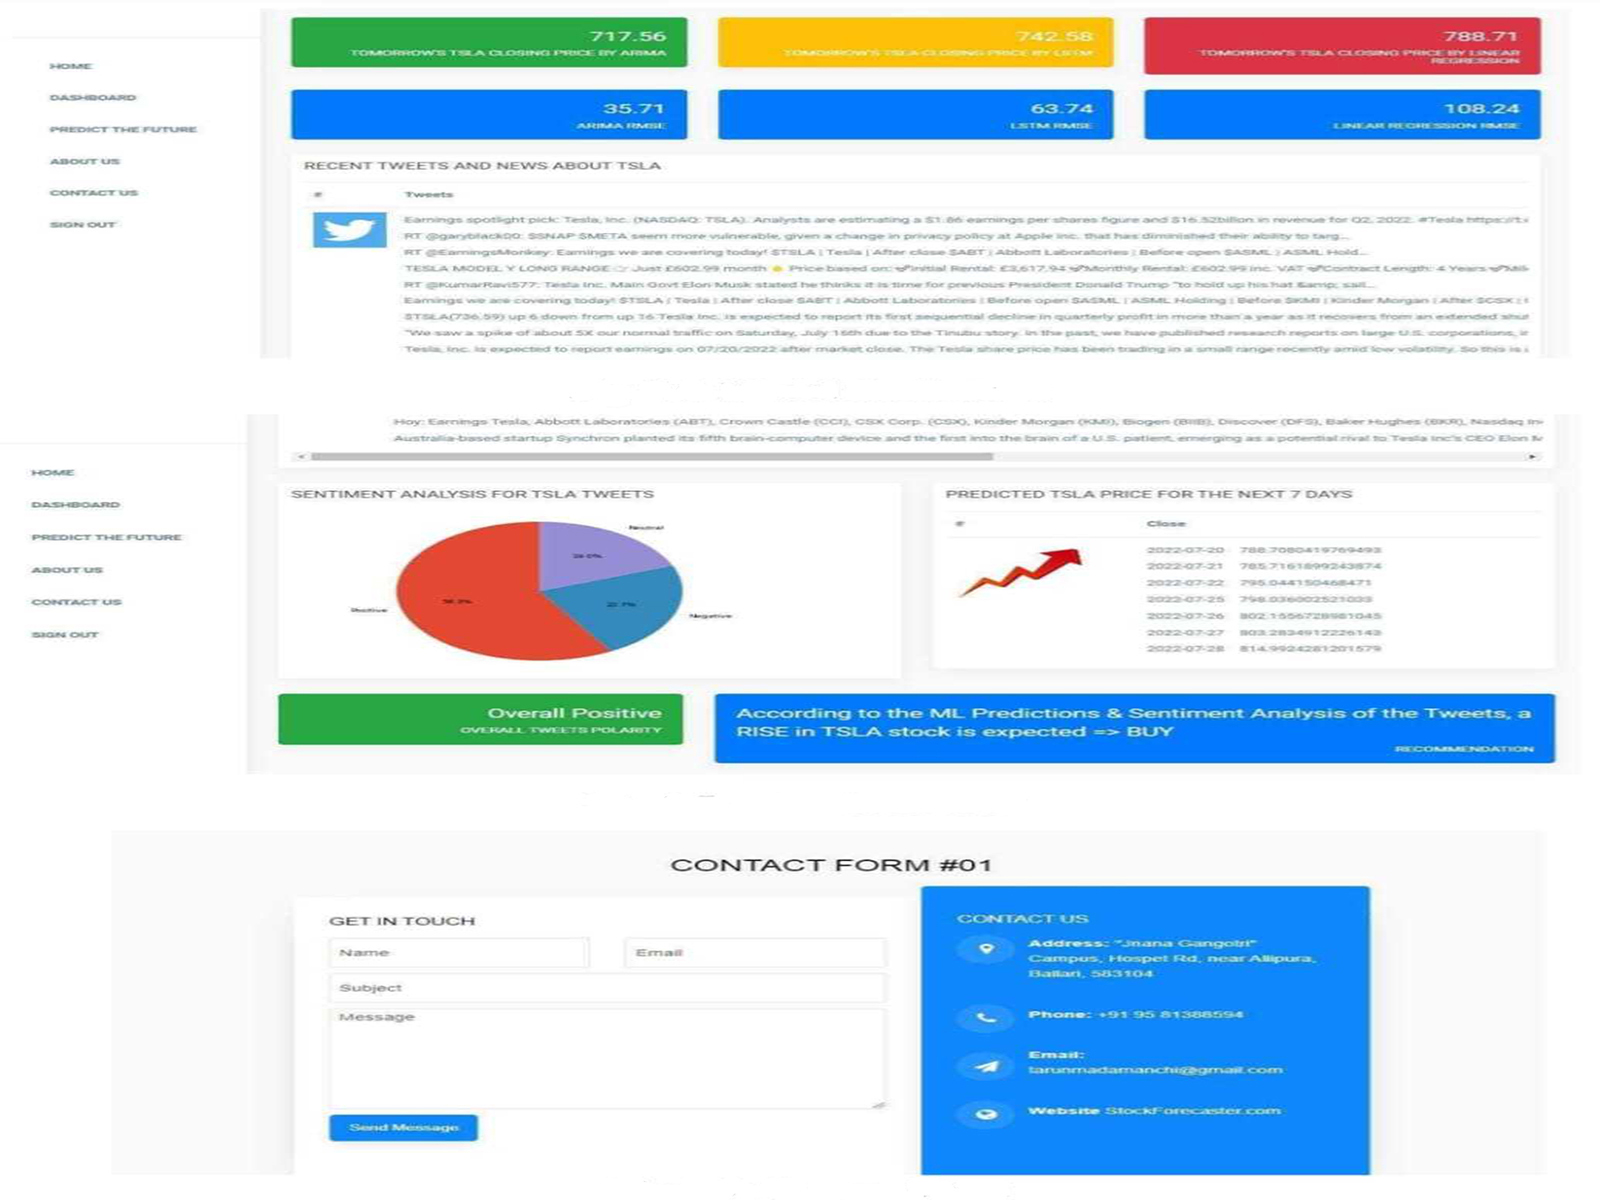 717.56
TOMORROW'S TSLA CLOSING PRICE BY ARIMA
742.58
TOMORROW'S TSLA CLOSING PRICE BY LSTM
788.71
TOMORROW'S TSLA CLOSING PRICE BY LINEAR
REGRESSION
HOME
DASHBOARD
PREDICT THE FUTURE
ABOUT US
CONTACT US
SIGN OUT
35.71
ARIMA RMSE
63.74
LSTM RMSE
108.24
LINEAR REGRESSION RMSE
RECENT TWEETS AND NEWS ABOUT TSLA
# Tweets
Earnings spotlight pick: Tesla, Inc. (NASDAQ: TSLA). Analysts are estimating a $1.86 earnings per shares figure and $16.52billion in revenue for Q2, 2022. #Tesla https://t.c
RT @garyblack00: $SNAP $META seem more vulnerable, given a change in privacy policy at Apple Inc. that has diminished their ability to targ...
RT @EarningsMonkey: Earnings we are covering today! $TSLA | Tesla | After close $ABT | Abbott Laboratories | Before open $ASML | ASML Hold...
TESLA MODEL Y LONG RANGE Just £602.99 month Price based on: Initial Rental: £3,617.94 Monthly Rental: £602.99 Inc. VAT Contract Length: 4 Years
RT @KumarRavi577: Tesla Inc. Main Govt Elon Musk stated he thinks it is time for previous President Donald Trump "to hold up his hat &amp; sail...
Earnings we are covering today! $TSLA | Tesla | After close $ABT | Abbott Laboratories | Before open $ASML | ASML Holding | Before $KMI | Kinder Morgan | After $CSX |
$TSLA(736.59) up 6 down from up 16 Tesla Inc. is expected to report its first sequential decline in quarterly profit in more than a year as it recovers from an extended shut
"We saw a spike of about 5X our normal traffic on Saturday, July 16th due to the Tinubu story. In the past, we have published research reports on large U.S. corporations, ir
Tesla, Inc. is expected to report earnings on 07/20/2022 after market close. The Tesla share price has been trading in a small range recently amid low volatility. So this is
Hoy: Earnings Tesla, Abbott Laboratories (ABT), Crown Castle (CCI), CSX Corp. (CSX), Kinder Morgan (KMI), Biogen (BIIB), Discover (DFS), Baker Hughes (BKR), Nasdaq In
Australia-based startup Synchron planted its fifth brain-computer device and the first into the brain of a U.S. patient, emerging as a potential rival to Tesla Inc's CEO Elon M
HOME
DASHBOARD
PREDICT THE FUTURE
ABOUT US
CONTACT US
SIGN OUT
SENTIMENT ANALYSIS FOR TSLA TWEETS
Neutral
Positive
Negative
PREDICTED TSLA PRICE FOR THE NEXT 7 DAYS
# Close
2022-07-20 788.7080419769493
2022-07-21 785.7161899243874
2022-07-22 795.044150468471
2022-07-25 798.036002521033
2022-07-26 802.1556728981045
2022-07-27 803.2834912226143
2022-07-28 814.9924281201579
Overall Positive
OVERALL TWEETS POLARITY
According to the ML Predictions & Sentiment Analysis of the Tweets, a
RISE in TSLA stock is expected => BUY
RECOMMENDATION
CONTACT FORM #01
GET IN TOUCH
Name
Email
Subject
Message
Send Message
CONTACT US
Address: "Jnana Gangotri"
Campus, Hospet Rd, near Allipura,
Ballari, 583104
Phone: +91 95 81388594
Email:
tarunmadamanchi@gmail.com
Website StockForecaster.com